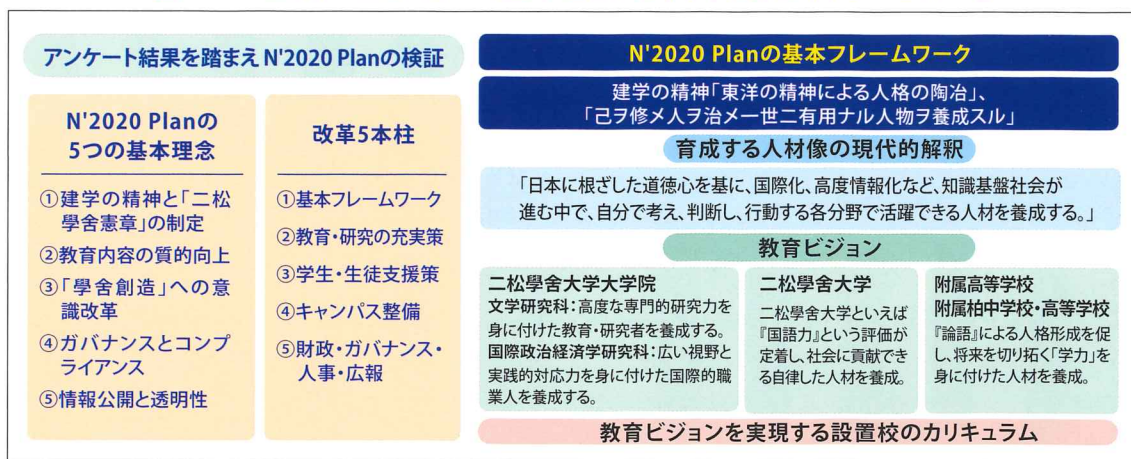 アンケート結果を踏まえ N'2020 Planの検証
N'2020 Planの
5つの基本理念
①建学の精神と「二松
學舍憲章」の制定
②教育内容の質的向上
③「學舍創造」への意
識改革
④ガバナンスとコンプ
ライアンス
⑤情報公開と透明性
改革5本柱
①基本フレームワーク
②教育・研究の充実策
③学生・生徒支援策
④キャンパス整備
⑤財政・ガバナンス・
人事・広報
N'2020 Planの基本フレームワーク
建学の精神「東洋の精神による人格の陶冶」、
「己ヲ修メ人ヲ治メ一世ニ有用ナル人物ヲ養成スル」
育成する人材像の現代的解釈
「日本に根ざした道徳心を基に、国際化、高度情報化など、知識基盤社会が
進む中で、自分で考え、判断し、行動する各分野で活躍できる人材を養成する。」
教育ビジョン
二松學舍大学大学院
文学研究科：高度な専門的研究力を
身に付けた教育・研究者を養成する。
国際政治経済学研究科：広い視野と
実践的対応力を身に付けた国際的職
業人を養成する。
二松學舍大学
二松學舍大学といえば
『国語力』という評価が
定着し、社会に貢献でき
る自律した人材を養成。
附属高等学校
附属柏中学校・高等学校
『論語』による人格形成を促
し、将来を切り拓く「学力」を
身に付けた人材を養成。
教育ビジョンを実現する設置校のカリキュラム